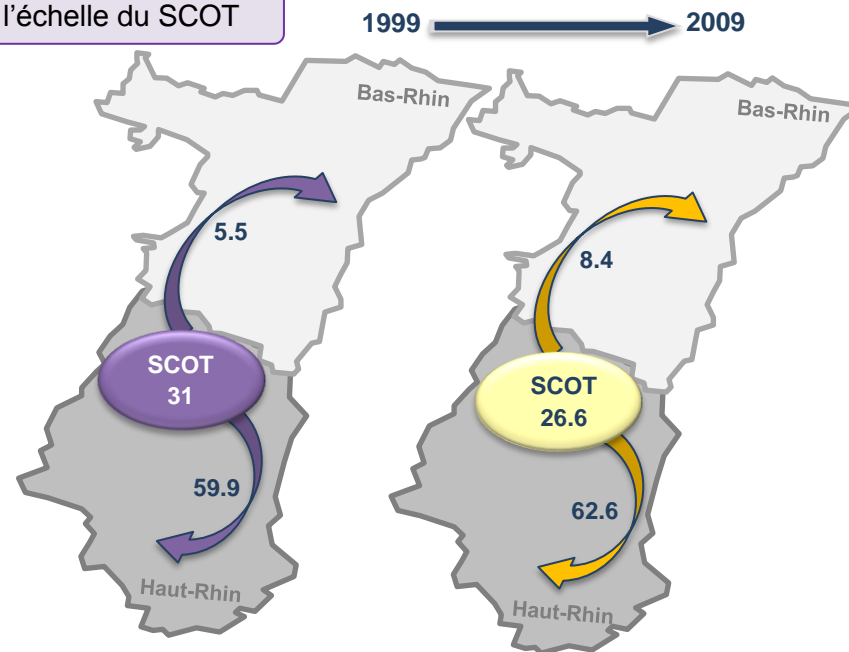 l’échelle du SCOT
1999
2009
Bas-Rhin
5.5
SCOT
31
59.9
Haut-Rhin
Bas-Rhin
8.4
SCOT
26.6
62.6
Haut-Rhin